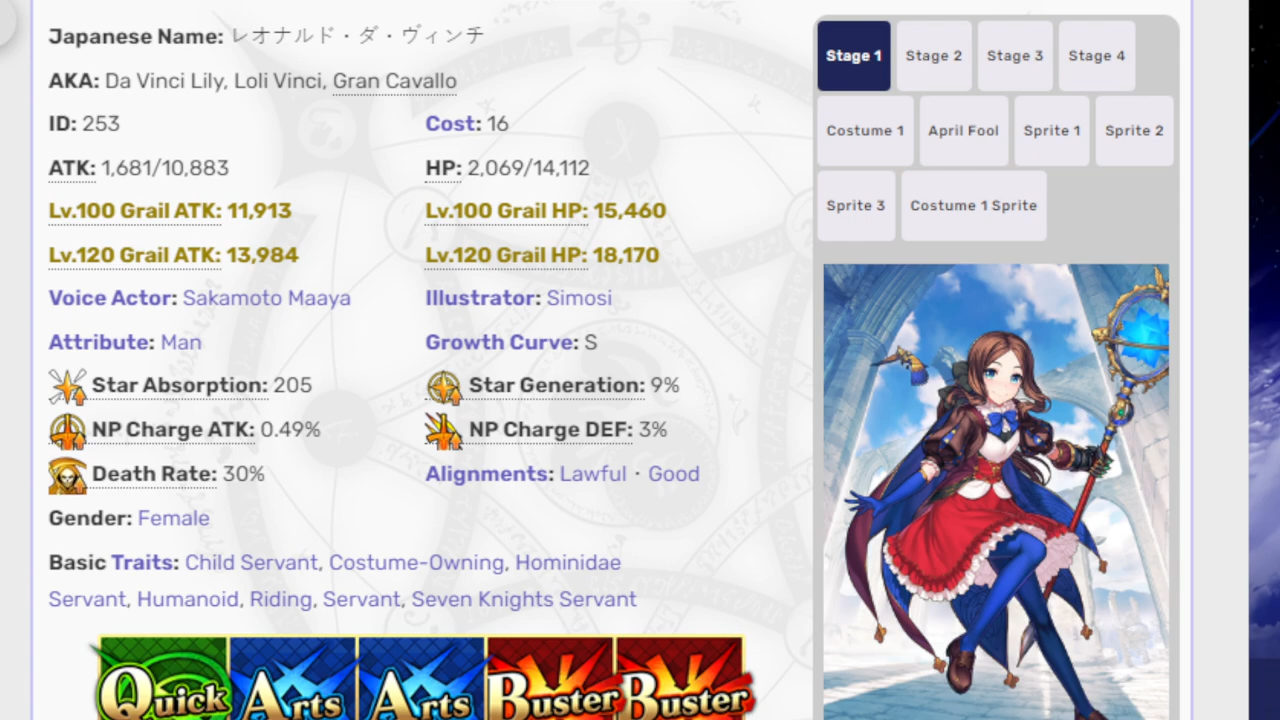 Japanese Name: レオナルド・ダ・ヴィンチ
AKA: Da Vinci Lily, Loli Vinci, Gran Cavallo
ID: 253
Cost: 16
ATK: 1,681/10,883
HP: 2,069/14,112
Lv.100 Grail ATK: 11,913
Lv.100 Grail HP: 15,460
Lv.120 Grail ATK: 13,984
Lv.120 Grail HP: 18,170
Voice Actor: Sakamoto Maaya
Illustrator: Simosi
Attribute: Man
Growth Curve: S
Star Absorption: 205
Star Generation: 9%
NP Charge ATK: 0.49%
NP Charge DEF: 3%
Death Rate: 30%
Alignments: Lawful・Good
Gender: Female
Basic Traits: Child Servant, Costume-Owning, Hominidae
Servant, Humanoid, Riding, Servant, Seven Knights Servant
Quick Arts Arts Buster Buster
Stage 1 Stage 2 Stage 3 Stage 4
Costume 1 April Fool Sprite 1 Sprite 2
Sprite 3 Costume 1 Sprite